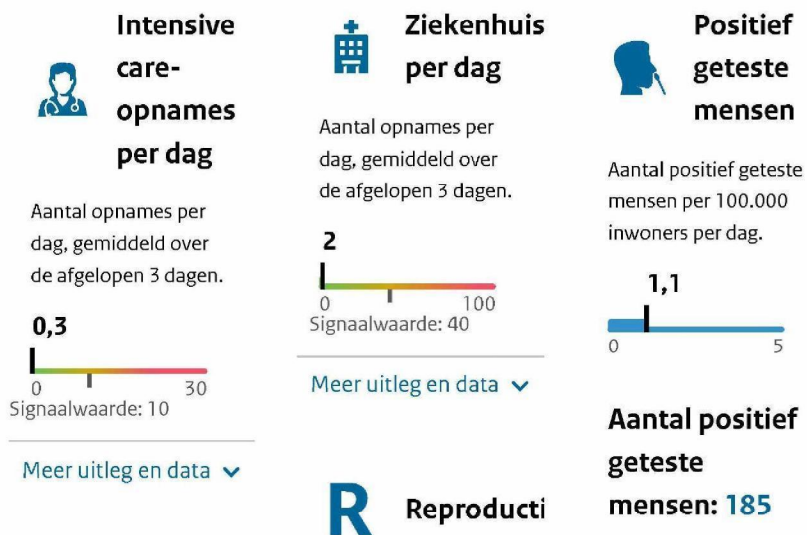 Intensive
care-
opnames
per dag
Aantal opnames per
dag, gemiddeld over
de afgelopen 3 dagen.
0,3
0
30
Signaalwaarde: 10
Meer uitleg en data
Ziekenhuis
per dag
Aantal opnames per
dag, gemiddeld over
de afgelopen 3 dagen.
2
0
100
Signaalwaarde: 40
Meer uitleg en data
R
Reproducti
Positief
geteste
mensen
Aantal positief geteste
mensen per 100.000
inwoners per dag.
1,1
0
5
Aantal positief
geteste
mensen: 185